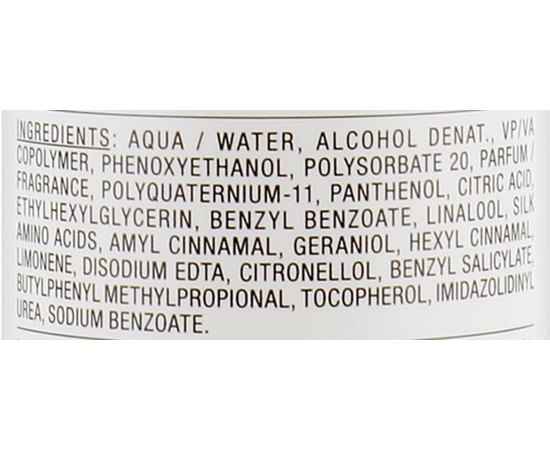 INGREDIENTS: AQUA / WATER, ALCOHOL DENAT., VP/VA
COPOLYMER, PHENOXYETHANOL, POLYSORBATE 20, PARFUM /
FRAGRANCE, POLYQUATERNIUM-11, PANTHENOL, CITRIC ACID,
ETHYLHEXYLGLYCERIN, BENZYL BENZOATE, LINALOOL, SILK
AMINO ACIDS, AMYL CINNAMAL, GERANIOL, HEXYL CINNAMAL,
LIMONENE, DISODIUM EDTA, CITRONELLOL, BENZYL SALICYLATE,
BUTYLPHENYL METHYLPROPIONAL, TOCOPHEROL, IMIDAZOLIDINYL
UREA, SODIUM BENZOATE.